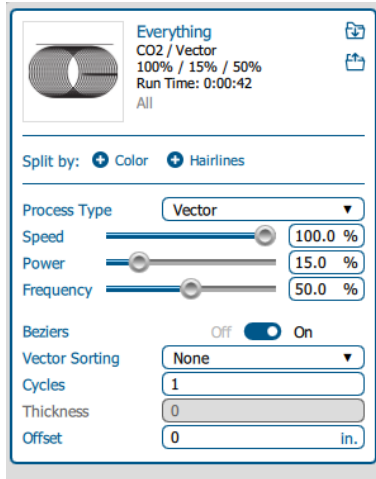 Everything
CO2 / Vector
100% / 15% / 50%
Run Time: 0:00:42
All
Split by: Color Hairlines
Process Type Vector
Speed 100.0 %
Power 15.0 %
Frequency 50.0 %
Beziers Off On
Vector Sorting None
Cycles 1
Thickness 0
Offset 0 in.